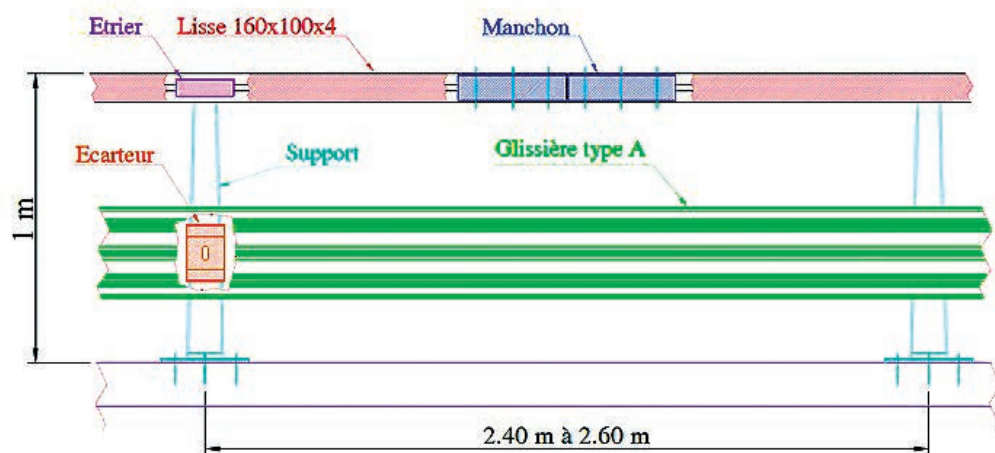 Etrier
Lisse 160x100x4
Manchon
Ecarteur
Support
Glissière type A
1 m
0
2.40 m à 2.60 m